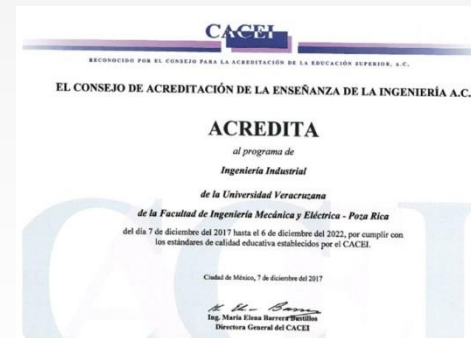 CACEI
RECONOCIDO POR EL CONSEJO PARA LA ACREDITACIÓN DE LA EDUCACIÓN SUPERIOR, A.C.
EL CONSEJO DE ACREDITACIÓN DE LA ENSEÑANZA DE LA INGENIERÍA A.C.
ACREDITA
al programa de
Ingeniería Industrial
de la Universidad Veracruzana
de la Facultad de Ingeniería Mecánica y Eléctrica - Poza Rica
del día 7 de diciembre del 2017 hasta el 6 de diciembre del 2022, por cumplir con
los estándares de calidad educativa establecidos por el CACEI.
Ciudad de México, 7 de diciembre del 2017
Ing. María Elena Barrera Bustillos
Directora General del CACEI
CACEI